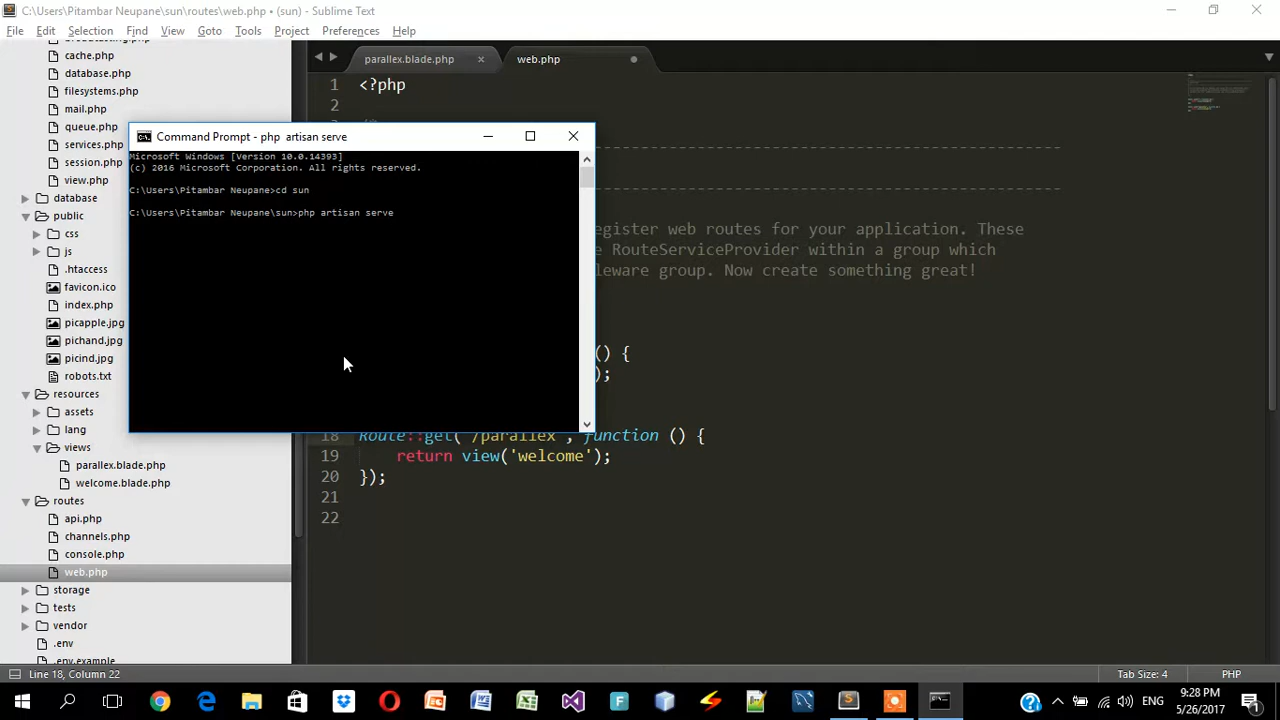 C:\Users\Pitambar Neupane\sun\routes\web.php • (sun) - Sublime Text
File Edit Selection Find View Goto Tools Project Preferences Help
cache.php
database.php
filesystems.php
mail.php
queue.php
services.php
session.php
view.php
database
public
css
js
.htaccess
favicon.ico
index.php
picapple.jpg
pichand.jpg
picind.jpg
robots.txt
resources
assets
lang
views
parallex.blade.php
welcome.blade.php
routes
api.php
channels.php
console.php
web.php
storage
tests
vendor
.env
.env.example
parallex.blade.php × web.php
1 <?php
2
Command Prompt - php artisan serve
Microsoft Windows [Version 10.0.14393]
(c) 2016 Microsoft Corporation. All rights reserved.
C:\Users\Pitambar Neupane>cd sun
C:\Users\Pitambar Neupane\sun>php artisan serve
egister web routes for your application. These
e RouteServiceProvider within a group which
leware group. Now create something great!
() {
);
18 Route::get('/parallex', function () {
19 return view('welcome');
20 });
21
22
Line 18, Column 22
Tab Size: 4 PHP
ENG
9:28 PM
5/26/2017